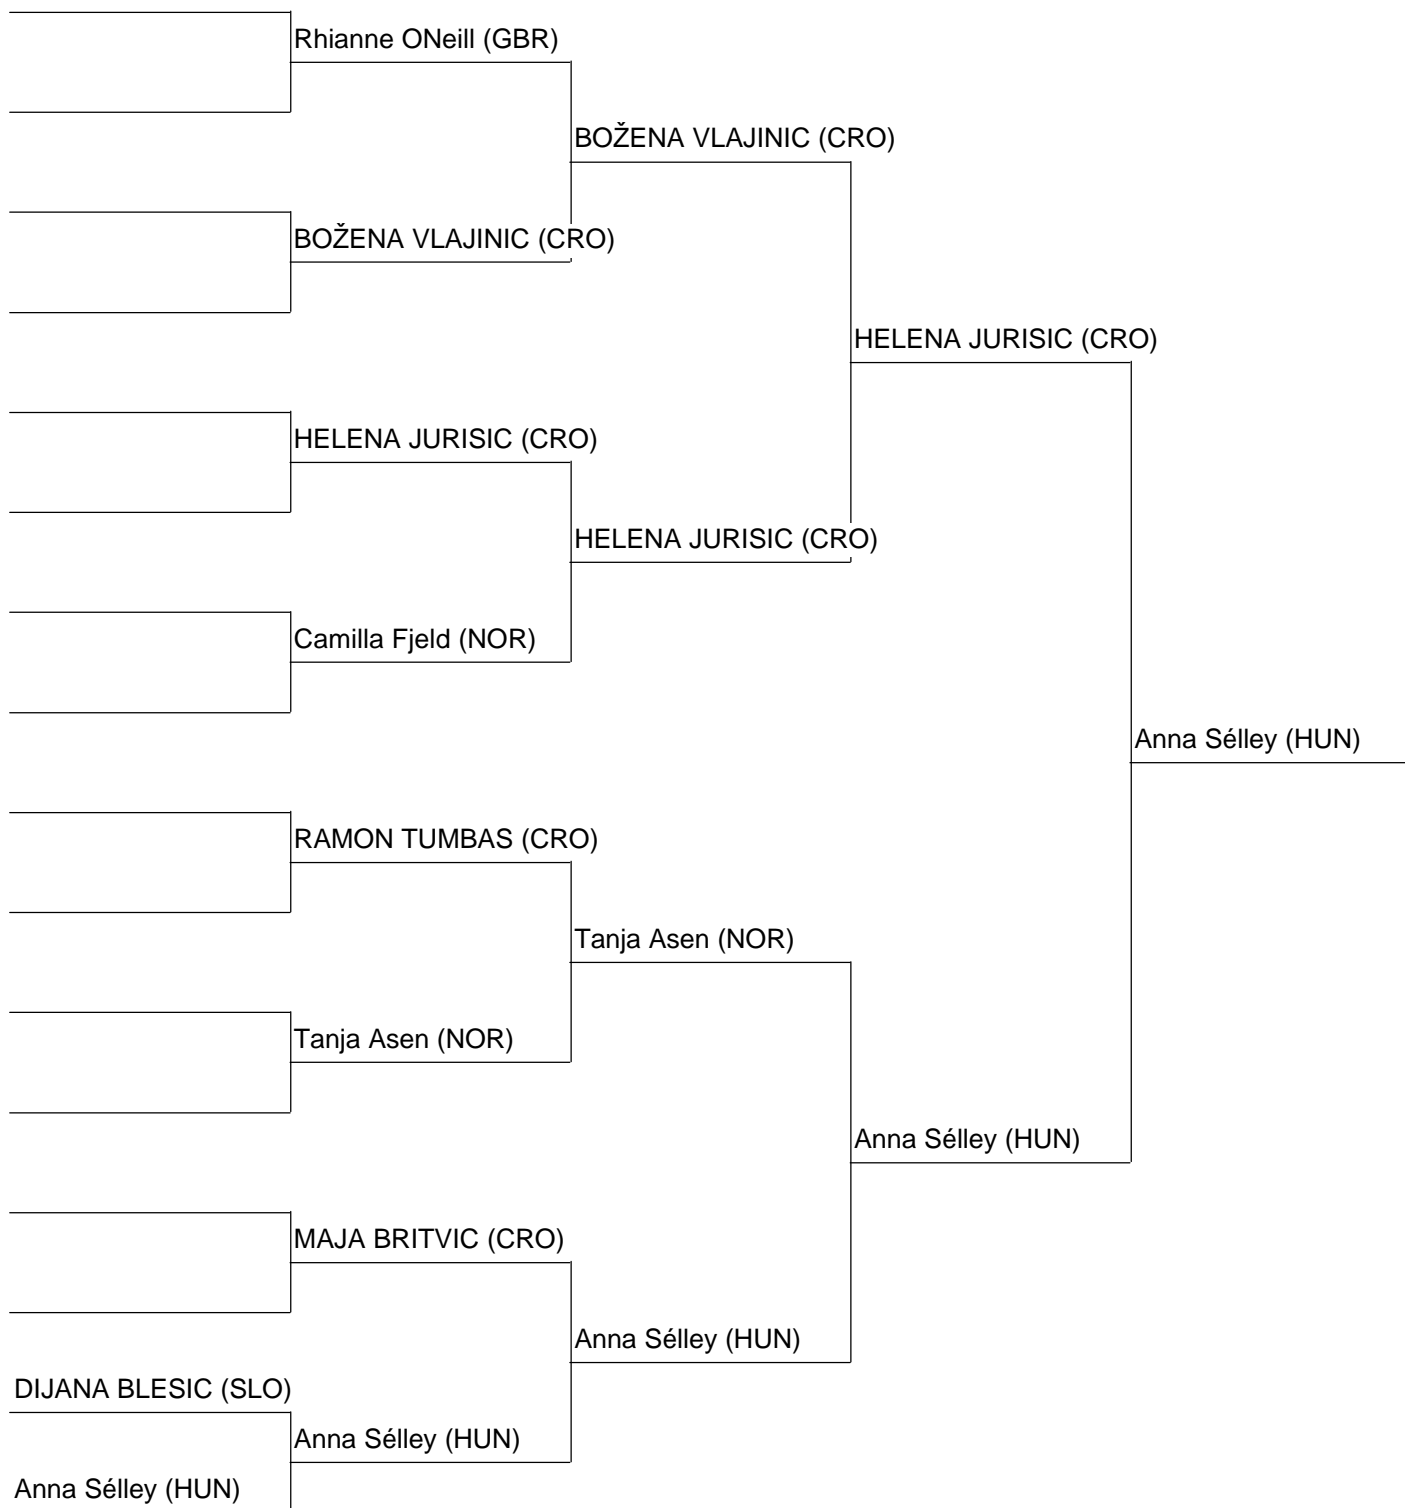 Rhianne ONeill (GBR)
BOŽENA VLAJINIC (CRO)
BOŽENA VLAJINIC (CRO)
HELENA JURISIC (CRO)
HELENA JURISIC (CRO)
HELENA JURISIC (CRO)
Camilla Fjeld (NOR)
Anna Sélley (HUN)
RAMON TUMBAS (CRO)
Tanja Asen (NOR)
Tanja Asen (NOR)
Anna Sélley (HUN)
MAJA BRITVIC (CRO)
Anna Sélley (HUN)
DIJANA BLESIC (SLO)
Anna Sélley (HUN)
Anna Sélley (HUN)